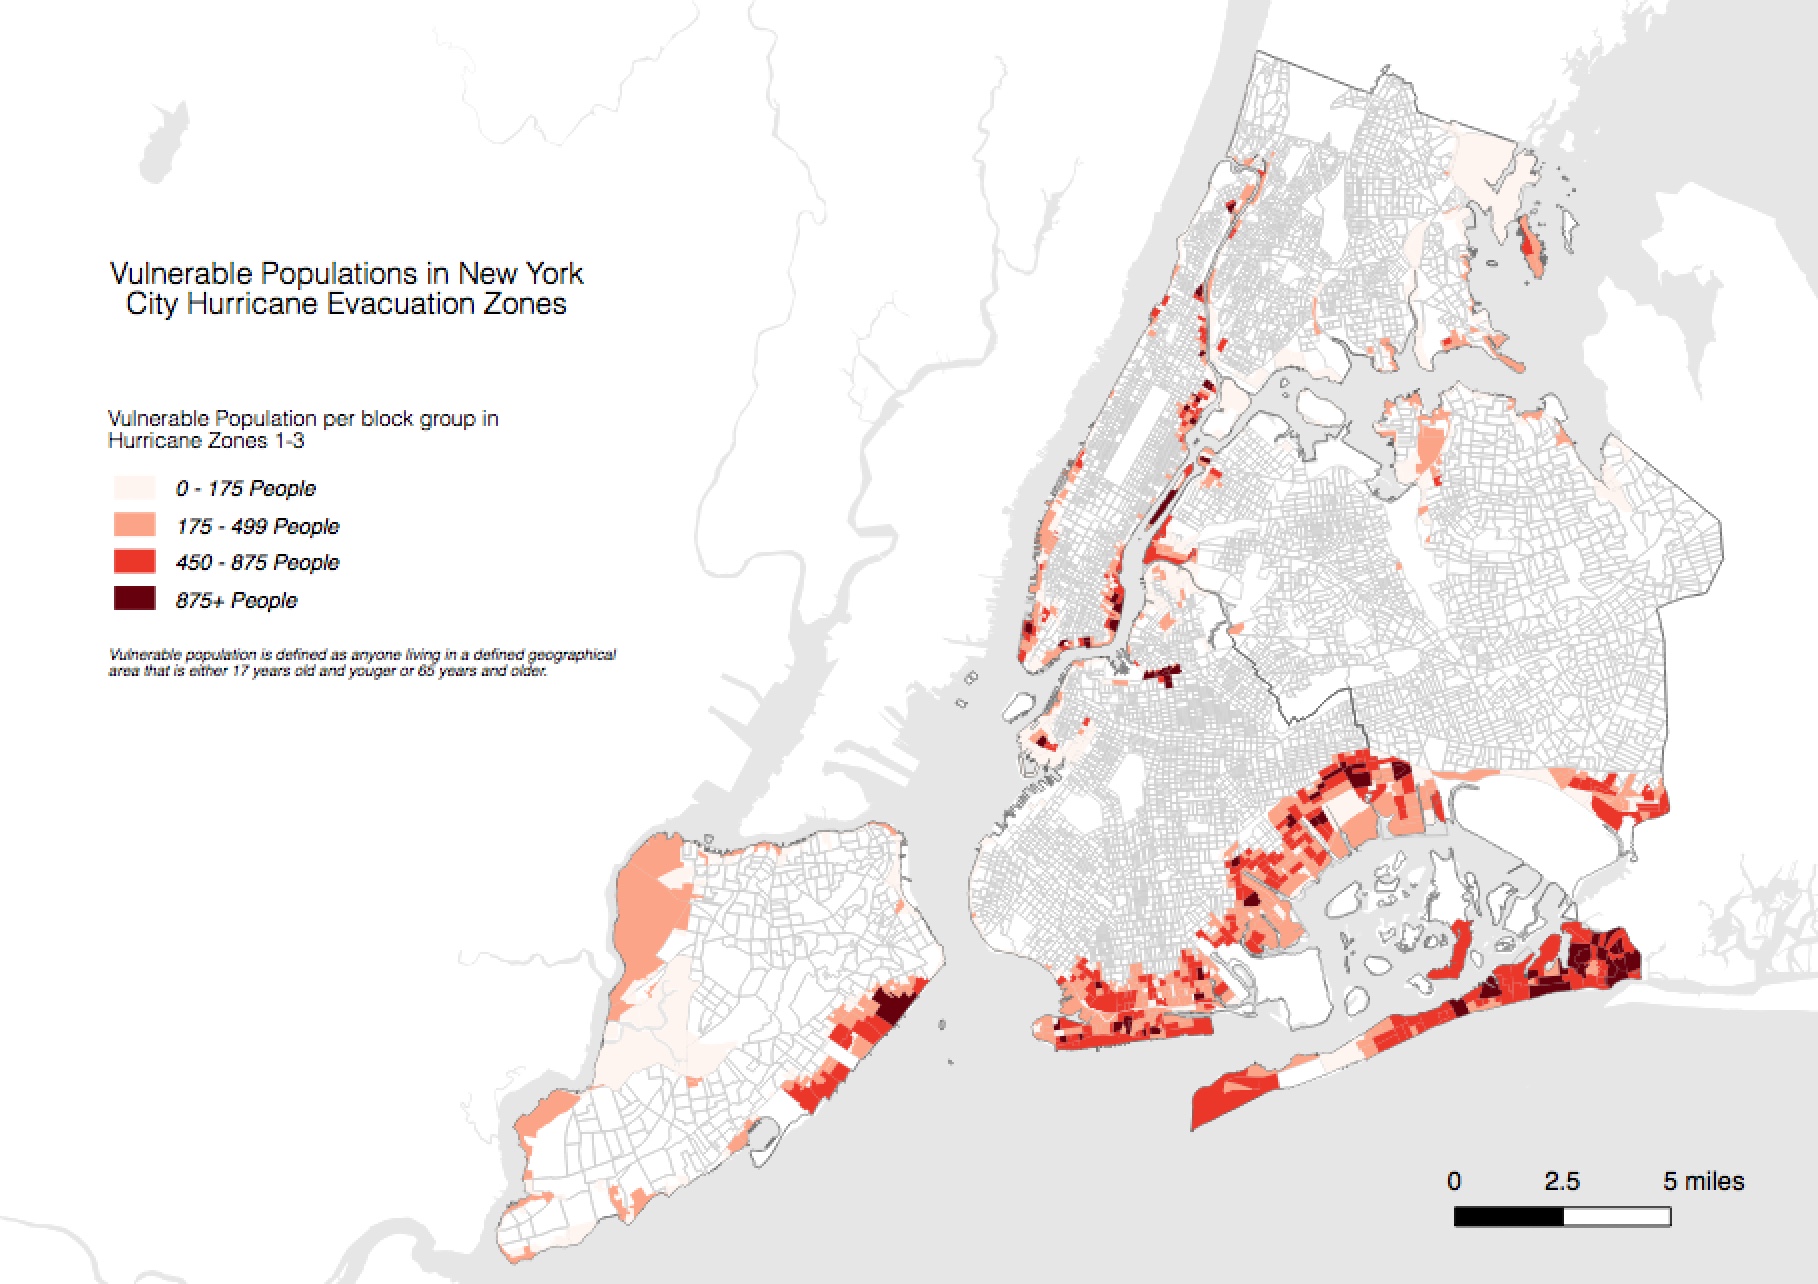 Vulnerable Populations in New York
City Hurricane Evacuation Zones
Vulnerable Population per block group in
Hurricane Zones 1-3
0 - 175 People
175 - 499 People
450 - 875 People
875+ People
Vulnerable population is defined as anyone living in a defined geographical
area that is either 17 years old and youger or 65 years and older.
0 2.5 5 miles